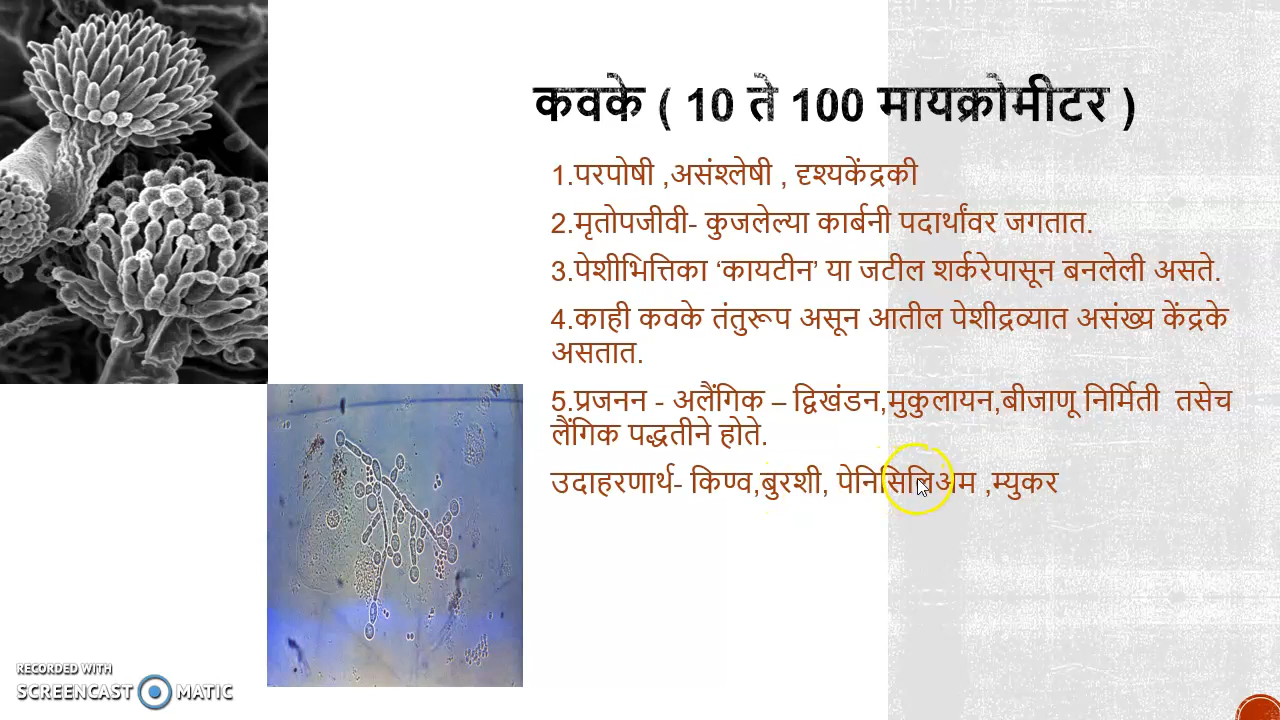 कवके ( 10 ते 100 मायक्रोमीटर )
1.परपोषी ,असंश्लेषी , दृश्यकेंद्रकी
2.मृतोपजीवी- कुजलेल्या कार्बनी पदार्थांवर जगतात.
3.पेशीभित्तिका ‘कायटीन’ या जटील शर्करेपासून बनलेली असते.
4.काही कवके तंतुरूप असून आतील पेशीद्रव्यात असंख्य केंद्रके
असतात.
5.प्रजनन - अलैंगिक – द्विखंडन,मुकुलायन,बीजाणू निर्मिती तसेच
लैंगिक पद्धतीने होते.
उदाहरणार्थ- किण्व,बुरशी, पेनिसिलिअम ,म्युकर
RECORDED WITH
SCREENCAST MATIC